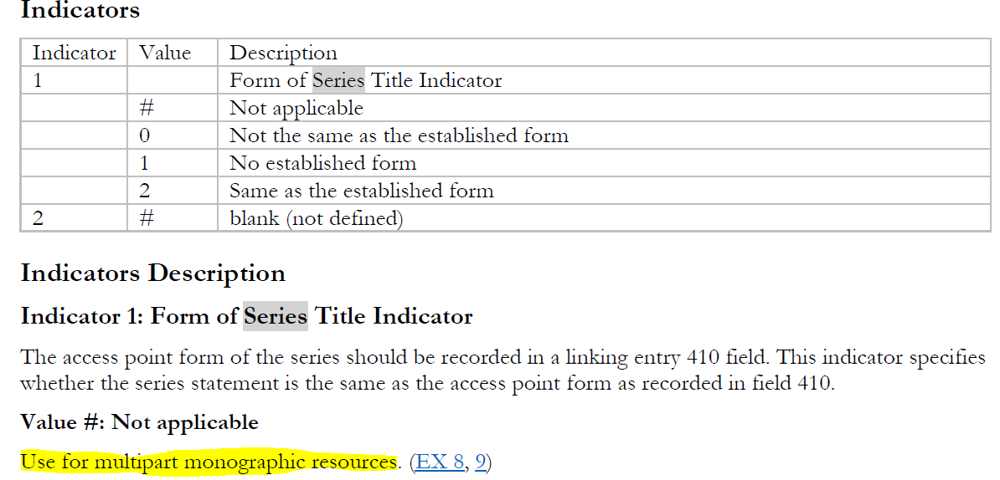 Indicators
Indicator Value Description
1 Form of Series Title Indicator
# Not applicable
0 Not the same as the established form
1 No established form
2 Same as the established form
2 # blank (not defined)
Indicators Description
Indicator 1: Form of Series Title Indicator
The access point form of the series should be recorded in a linking entry 410 field. This indicator specifies
whether the series statement is the same as the access point form as recorded in field 410.
Value #: Not applicable
Use for multipart monographic resources. (EX 8, 9)